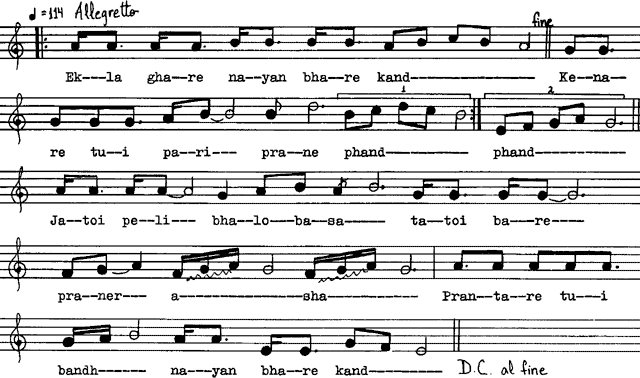 ♩ = 114 Allegretto
fine
Ek---la gha--re na--yan bha--re kand---------------- Ke--na--
1 2
re tu--i pa--ri--- pra--ne phand----------- phand------------
Ja--toi pe--li--- bha--lo--ba--sa------ ta--toi ba--re----
pra--ner--- a----------------sha--------------- Pran--ta--re tu---i
bandh------ na---yan bha--re kand------- D.C. al fine